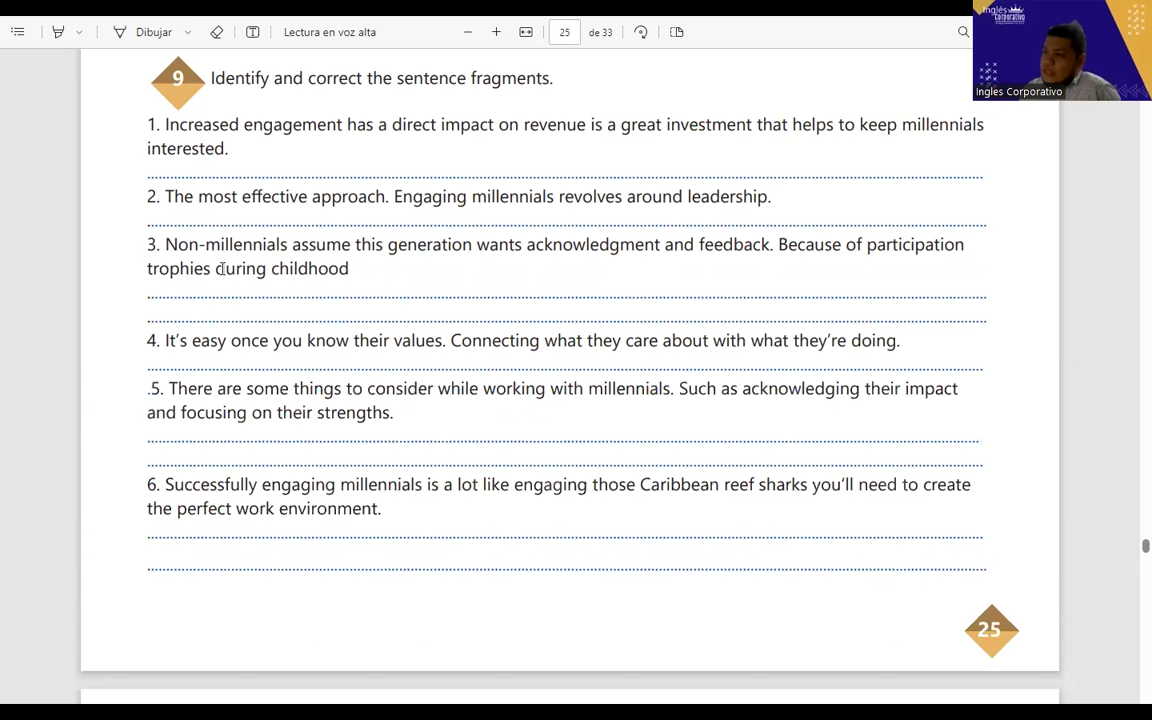 Dibujar
Lectura en voz alta
25
de 33
Inglés
Corporativo
Ingles Corporativo
9 Identify and correct the sentence fragments.
1. Increased engagement has a direct impact on revenue is a great investment that helps to keep millennials
interested.
2. The most effective approach. Engaging millennials revolves around leadership.
3. Non-millennials assume this generation wants acknowledgment and feedback. Because of participation
trophies during childhood
4. It’s easy once you know their values. Connecting what they care about with what they’re doing.
.5. There are some things to consider while working with millennials. Such as acknowledging their impact
and focusing on their strengths.
6. Successfully engaging millennials is a lot like engaging those Caribbean reef sharks you’ll need to create
the perfect work environment.
25